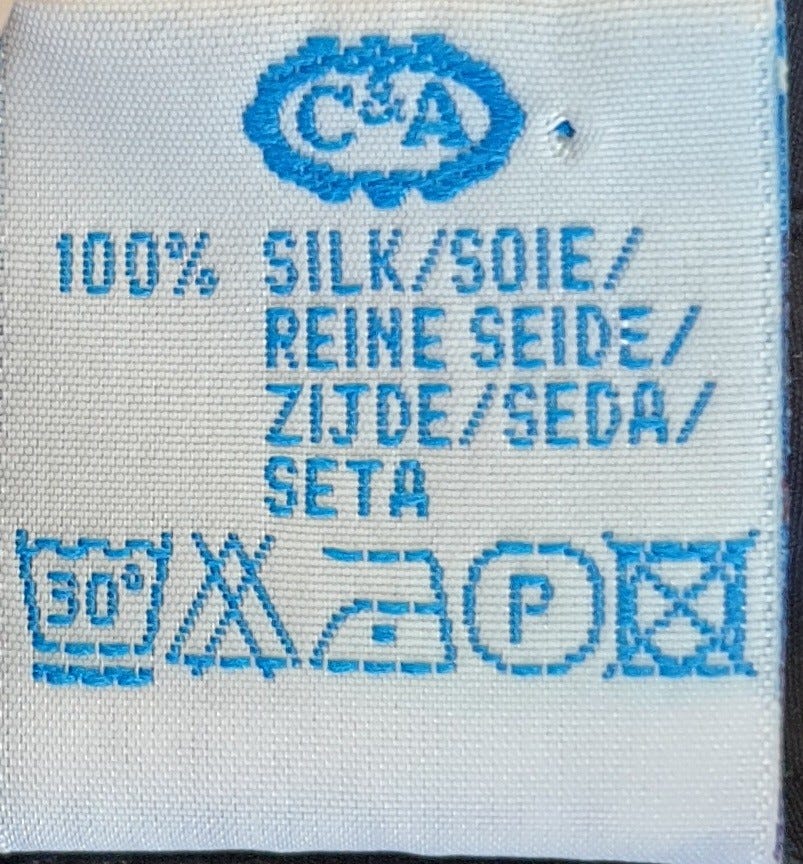 C&A
100% SILK/SOIE/
REINE SEIDE/
ZIJDE/SEDA/
SETA
30° P